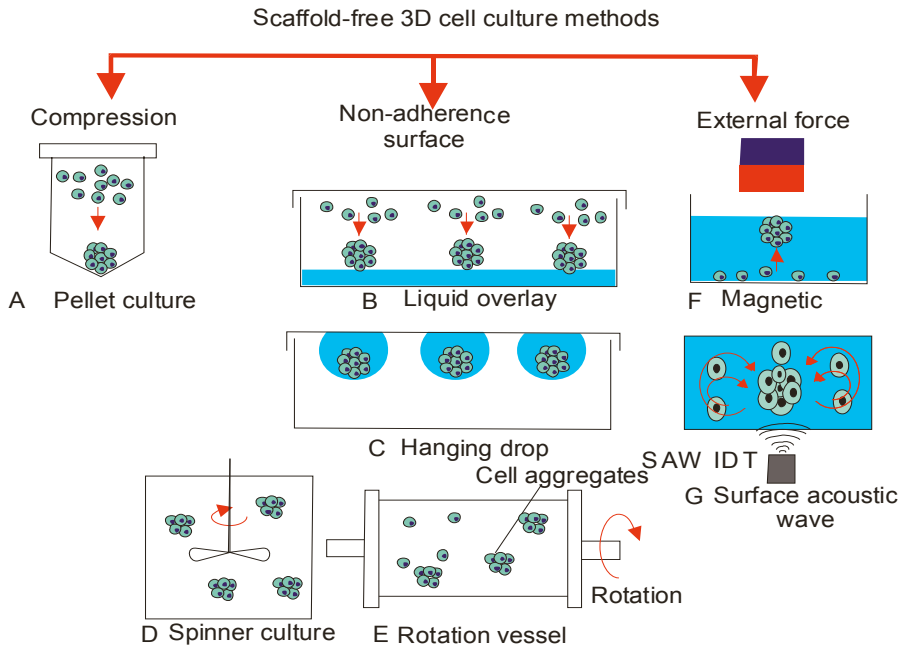 Scaffold-free 3D cell culture methods
Compression
Non-adherence
surface
External force
A Pellet culture
B Liquid overlay
F Magnetic
C Hanging drop
SAW IDT
G Surface acoustic
wave
Cell aggregates
Rotation
D Spinner culture
E Rotation vessel